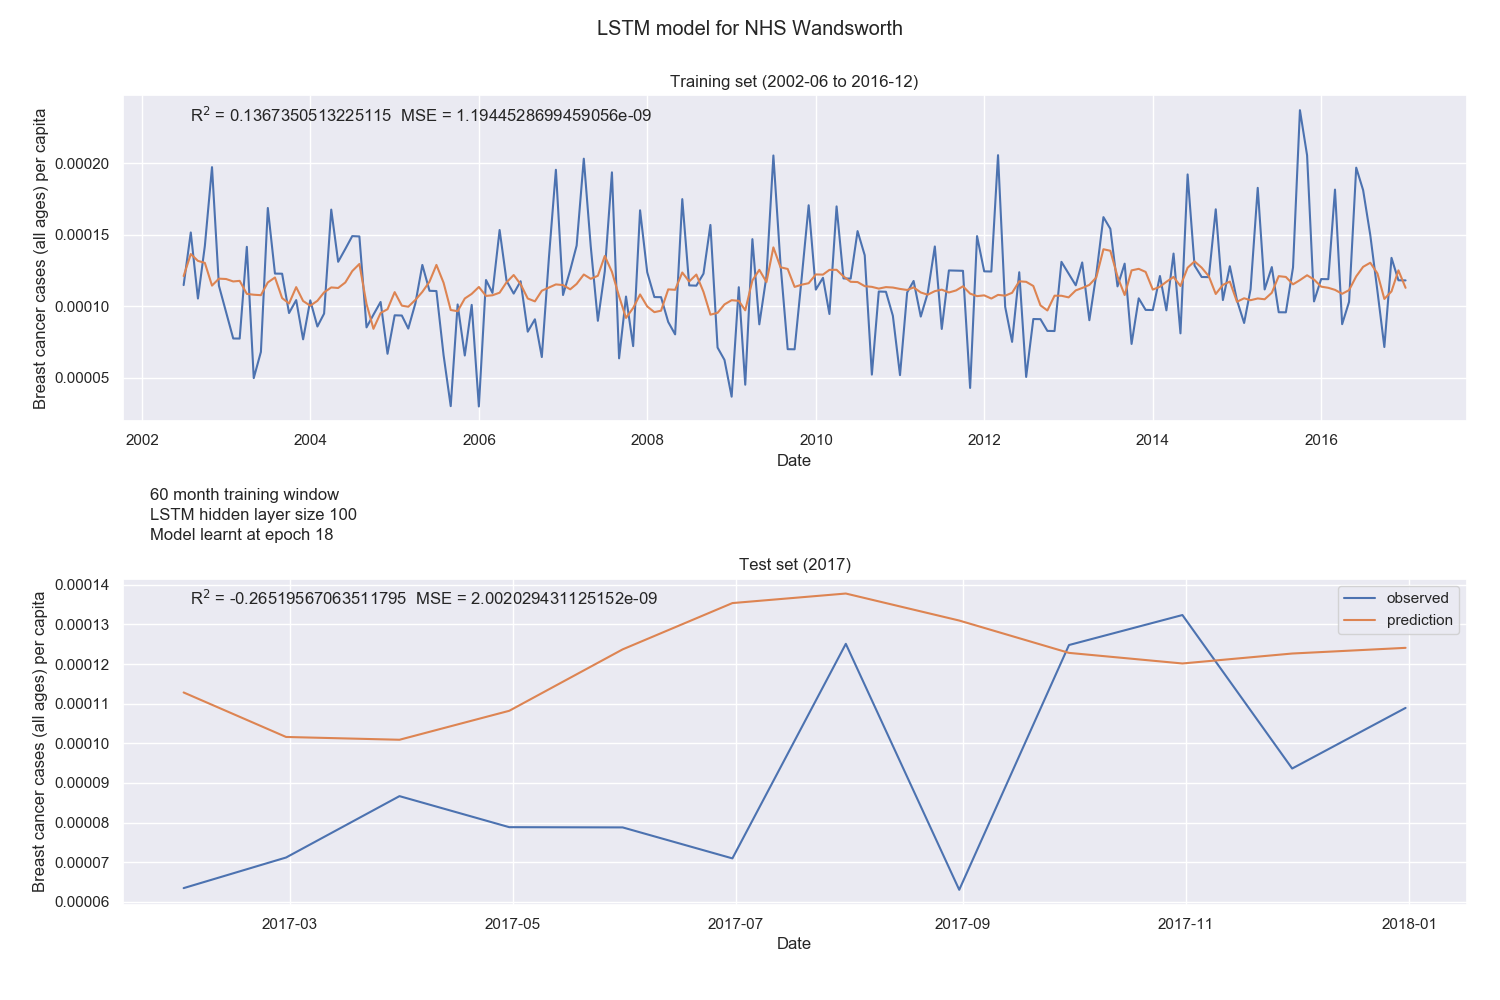 LSTM model for NHS Wandsworth
Training set (2002-06 to 2016-12)
R² = 0.1367350513225115 MSE = 1.1944528699459056e-09
Breast cancer cases (all ages) per capita
0.00020
0.00015
0.00010
0.00005
2002 2004 2006 2008 2010 2012 2014 2016
Date
60 month training window
LSTM hidden layer size 100
Model learnt at epoch 18
Test set (2017)
R² = -0.26519567063511795 MSE = 2.002029431125152e-09
observed
prediction
Breast cancer cases (all ages) per capita
0.00014
0.00013
0.00012
0.00011
0.00010
0.00009
0.00008
0.00007
0.00006
2017-03 2017-05 2017-07 2017-09 2017-11 2018-01
Date